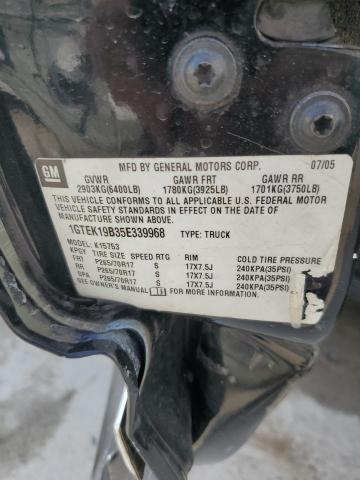 GM
MFD BY GENERAL MOTORS CORP. 07/05
GVWR GAWR FRT GAWR RR
2903KG(6400LB) 1780KG(3925LB) 1701KG(3750LB)
THIS VEHICLE CONFORMS TO ALL APPLICABLE U.S. FEDERAL MOTOR
VEHICLE SAFETY STANDARDS IN EFFECT ON THE DATE OF
MANUFACTURE SHOWN ABOVE.
1GTEK19B35E339968 TYPE: TRUCK
MODEL: K15753
KPGY TIRE SIZE SPEED RTG RIM COLD TIRE PRESSURE
FRT P265/70R17 S 17X7.5J 240KPA(35PSI)
RR P265/70R17 S 17X7.5J 240KPA(35PSI)
SPA P265/70R17 S 17X7.5J 240KPA(35PSI)
SEE OWNER'S MANUAL FOR MORE INFORMATION.